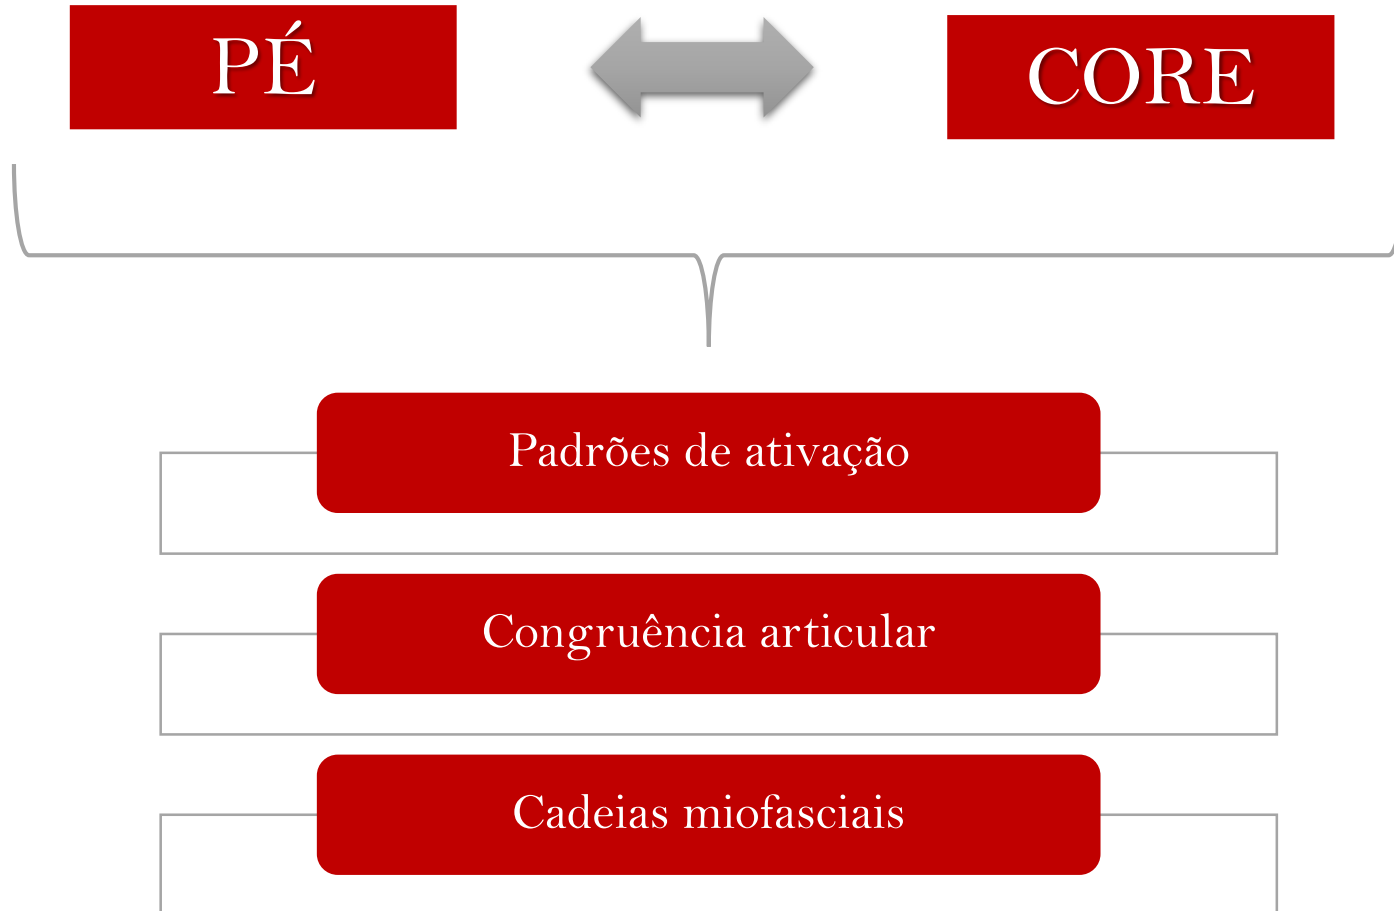 PÉ
CORE
Padrões de ativação
Congruência articular
Cadeias miofasciais